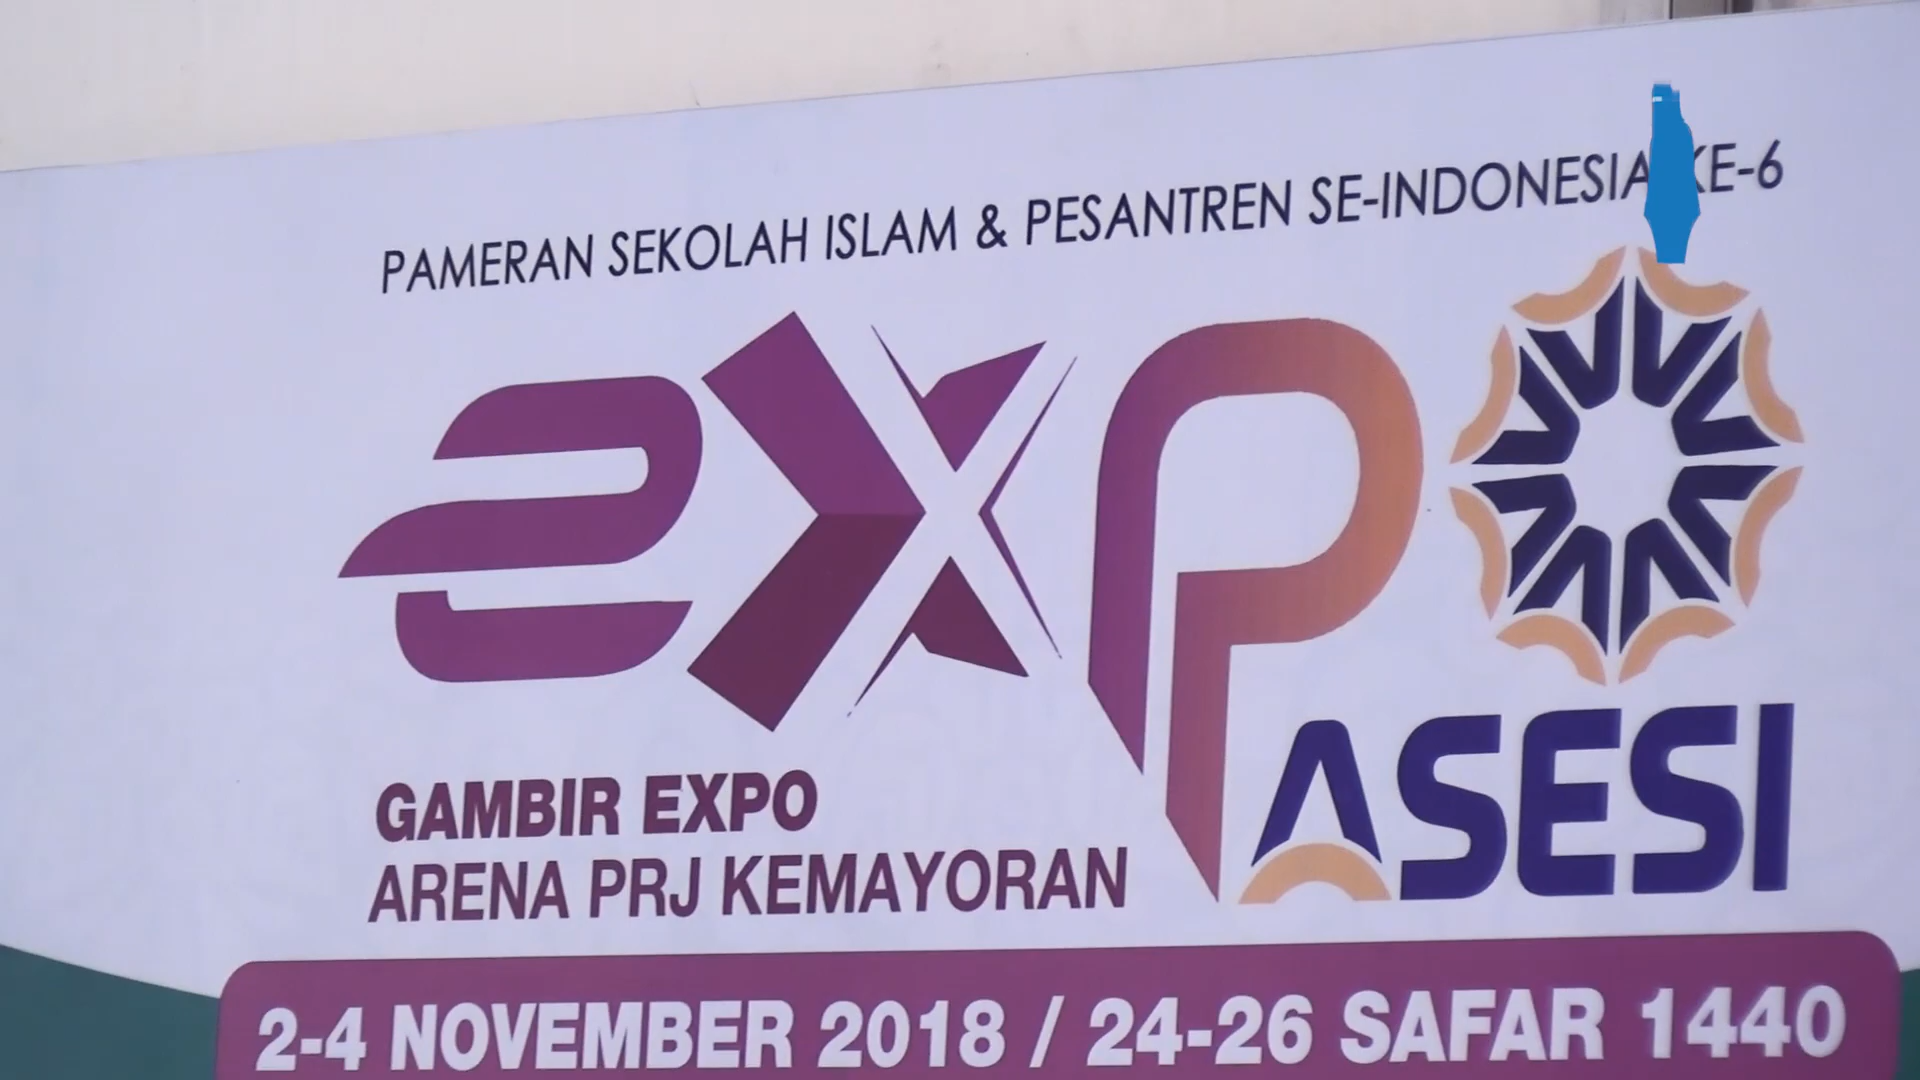 PAMERAN SEKOLAH ISLAM & PESANTREN SE-INDONESIA KE-6
eXPO
ASESI
GAMBIR EXPO
ARENA PRJ KEMAYORAN
2-4 NOVEMBER 2018 / 24-26 SAFAR 1440